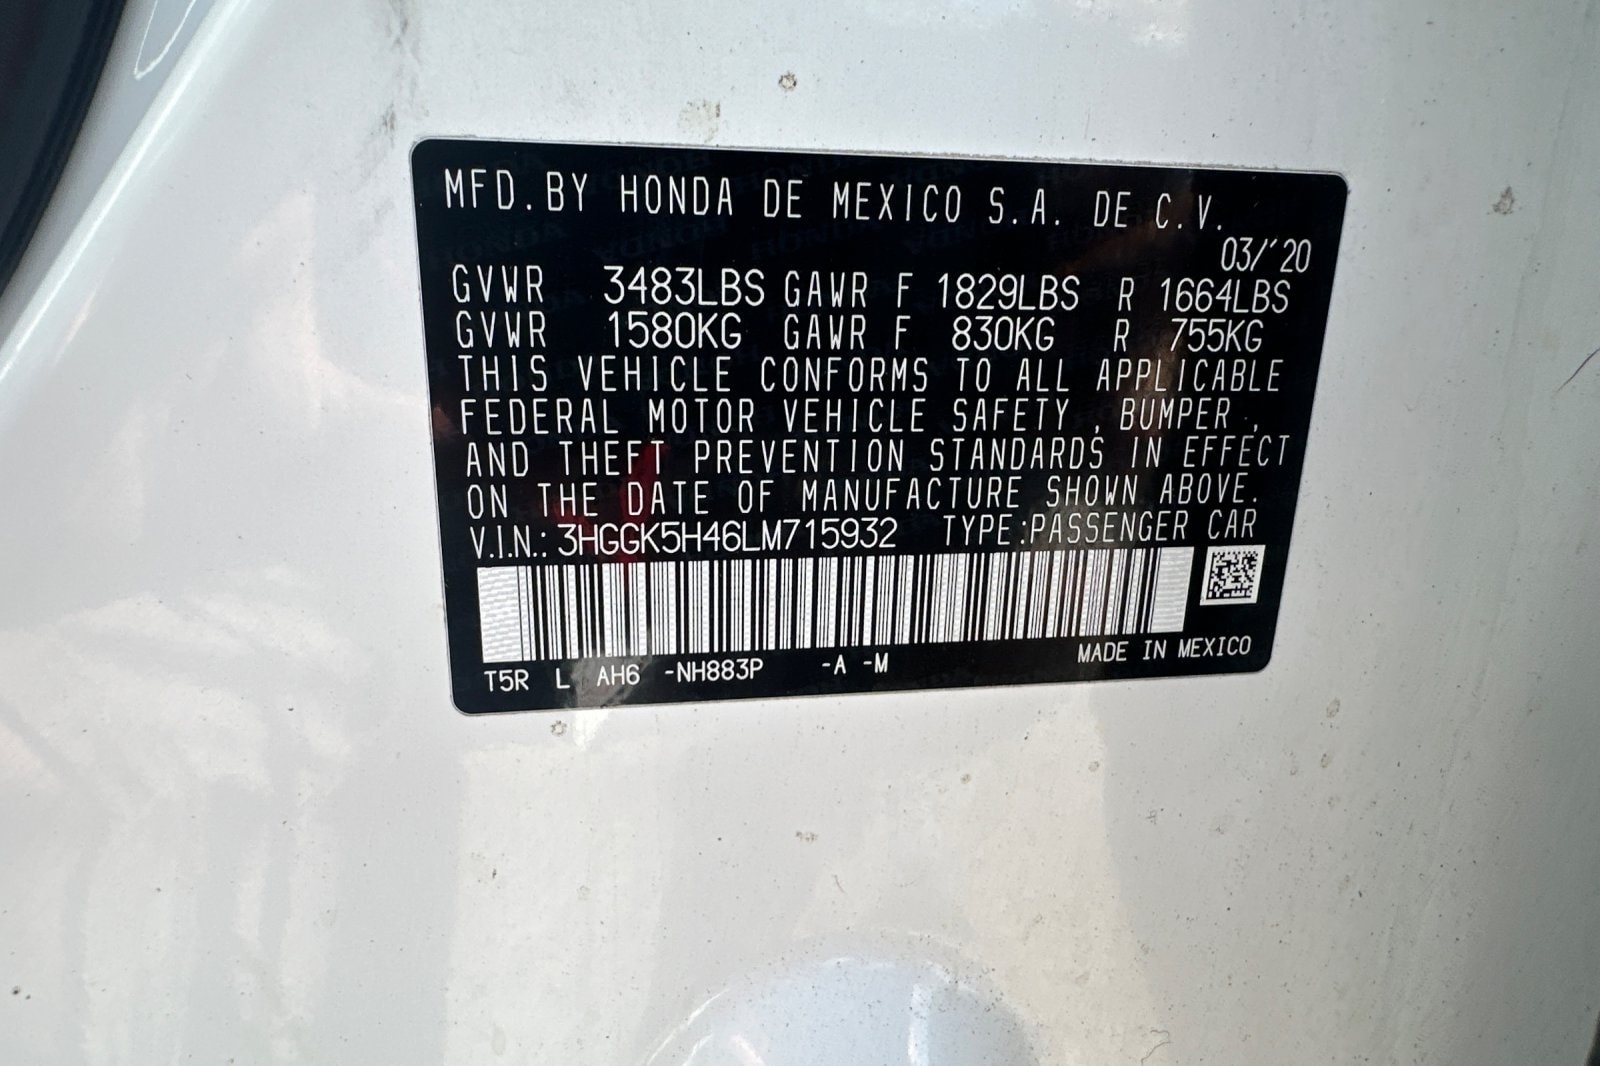 MFD.BY HONDA DE MEXICO S.A. DE C.V.
03/'20
GVWR 3483LBS GAWR F 1829LBS R 1664LBS
GVWR 1580KG GAWR F 830KG R 755KG
THIS VEHICLE CONFORMS TO ALL APPLICABLE
FEDERAL MOTOR VEHICLE SAFETY, BUMPER,
AND THEFT PREVENTION STANDARDS IN EFFECT
ON THE DATE OF MANUFACTURE SHOWN ABOVE.
V.I.N.: 3HGGK5H46LM715932 TYPE:PASSENGER CAR
T5R L AH6 -NH883P -A -M MADE IN MEXICO